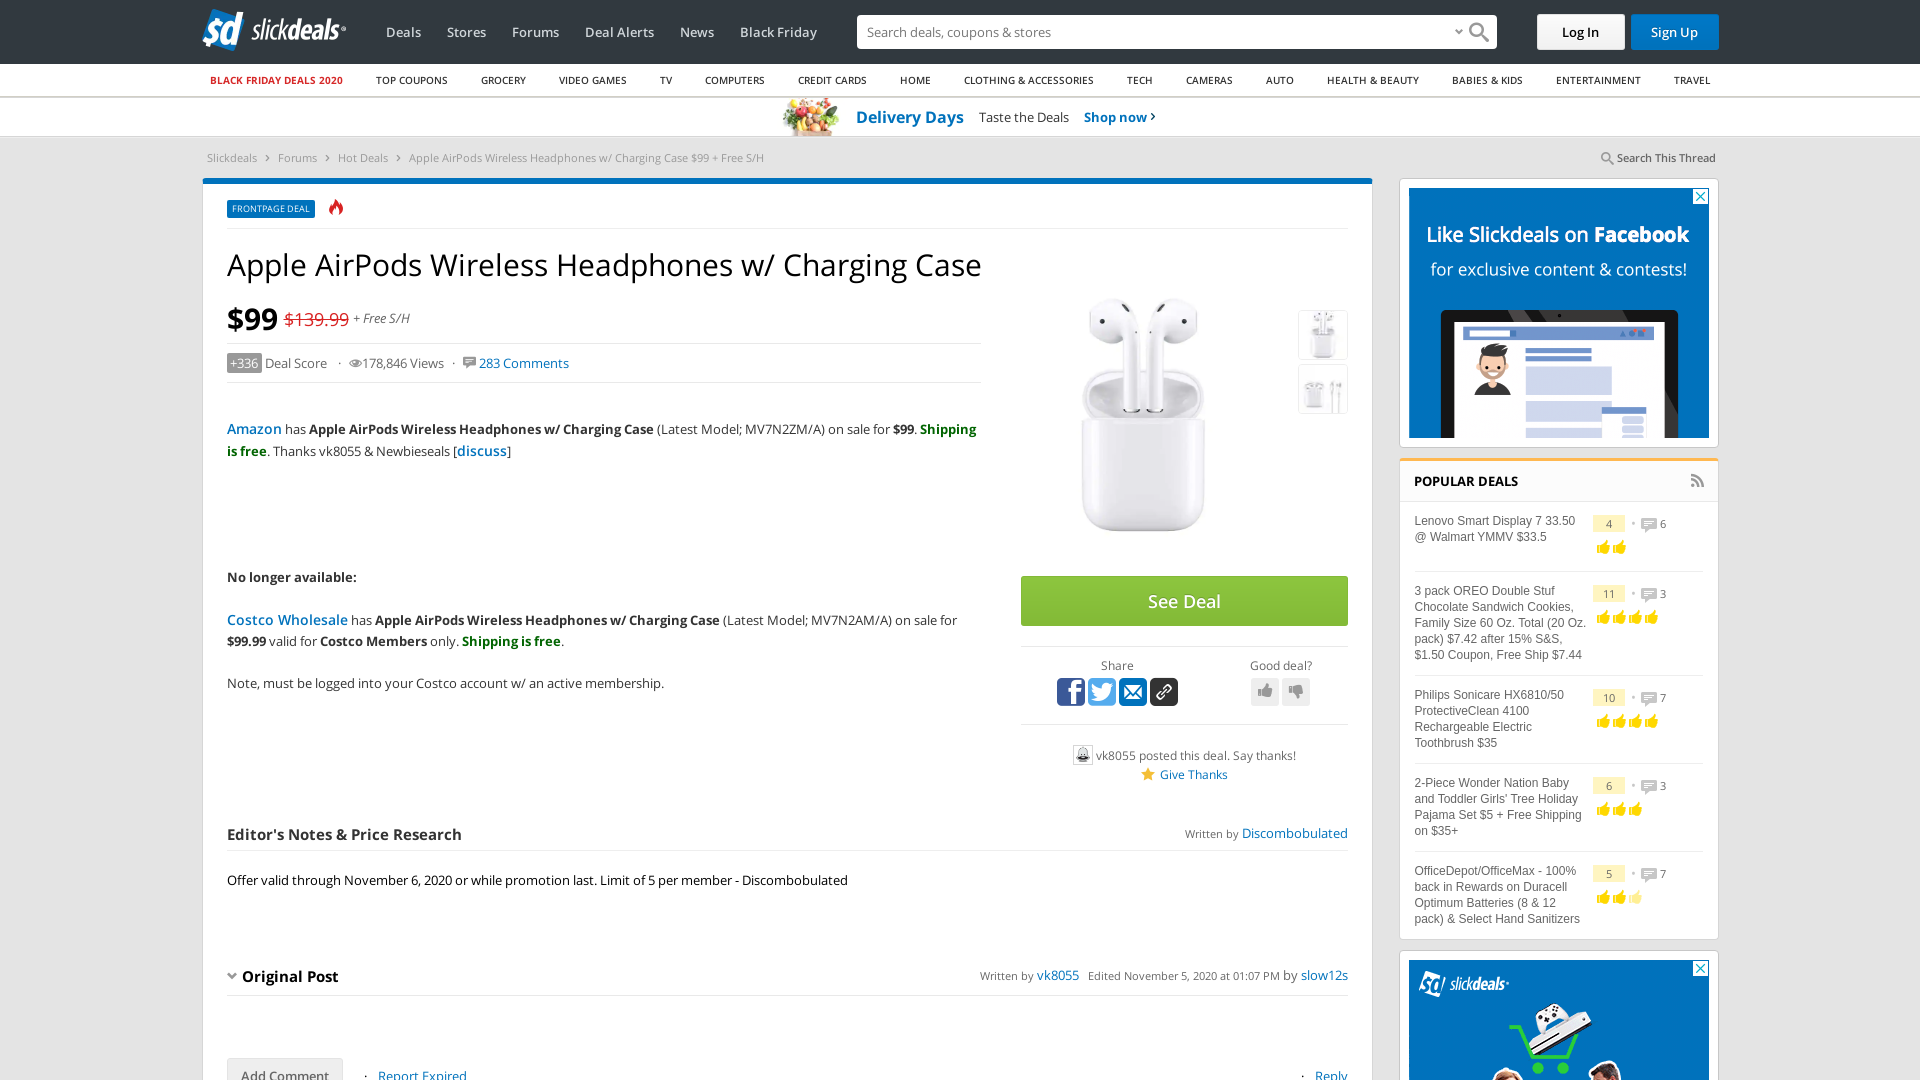 slickdeals
Deals Stores Forums Deal Alerts News Black Friday
Search deals, coupons & shopping
Log In Sign Up
BLACK FRIDAY DEALS 2020 TOP COUPONS GROCERY VIDEO GAMES TV COMPUTERS CREDIT CARDS HOME CLOTHING & ACCESSORIES TECH CAMERAS AUTO HEALTH & BEAUTY BABIES & KIDS ENTERTAINMENT TRAVEL
Delivery Days Taste the Deals Shop now ›
Slickdeals › Forums › Hot Deals › Apple AirPods Wireless Headphones w/ Charging Case $99 + Free S/H
Search This Thread
FRONTPAGE DEAL
Apple AirPods Wireless Headphones w/ Charging Case
$99 $139.99 + Free S/H
+336 Deal Score · 178,846 Views · 283 Comments
Amazon has Apple AirPods Wireless Headphones w/ Charging Case (Latest Model; MV7N2ZM/A) on sale for $99. Shipping
is free. Thanks vk8055 & Newbieseals [discuss]
No longer available:
Costco Wholesale has Apple AirPods Wireless Headphones w/ Charging Case (Latest Model; MV7N2AM/A) on sale for
$99.99 valid for Costco Members only. Shipping is free.
Note, must be logged into your Costco account w/ an active membership.
See Deal
Share
Good deal?
vk8055 posted this deal. Say thanks!
Give Thanks
Editor's Notes & Price Research
Written by Discombobulated
Offer valid through November 6, 2020 or while promotion last. Limit of 5 per member - Discombobulated
Original Post
Written by vk8055 Edited November 5, 2020 at 01:07 PM by slow12s
Add Comment · Report Expired
· Reply
Like Slickdeals on Facebook
for exclusive content & contests!
POPULAR DEALS
Lenovo Smart Display 7 33.50
@ Walmart YMMV $33.5
4 • 6
3 pack OREO Double Stuf
Chocolate Sandwich Cookies,
Family Size 60 Oz. Total (20 Oz.
pack) $7.42 after 15% S&S,
$1.50 Coupon, Free Ship $7.44
11 • 3
Philips Sonicare HX6810/50
ProtectiveClean 4100
Rechargeable Electric
Toothbrush $35
10 • 7
2-Piece Wonder Nation Baby
and Toddler Girls' Tree Holiday
Pajama Set $5 + Free Shipping
on $35+
6 • 3
OfficeDepot/OfficeMax - 100%
back in Rewards on Duracell
Optimum Batteries (8 & 12
pack) & Select Hand Sanitizers
5 • 7
slickdeals